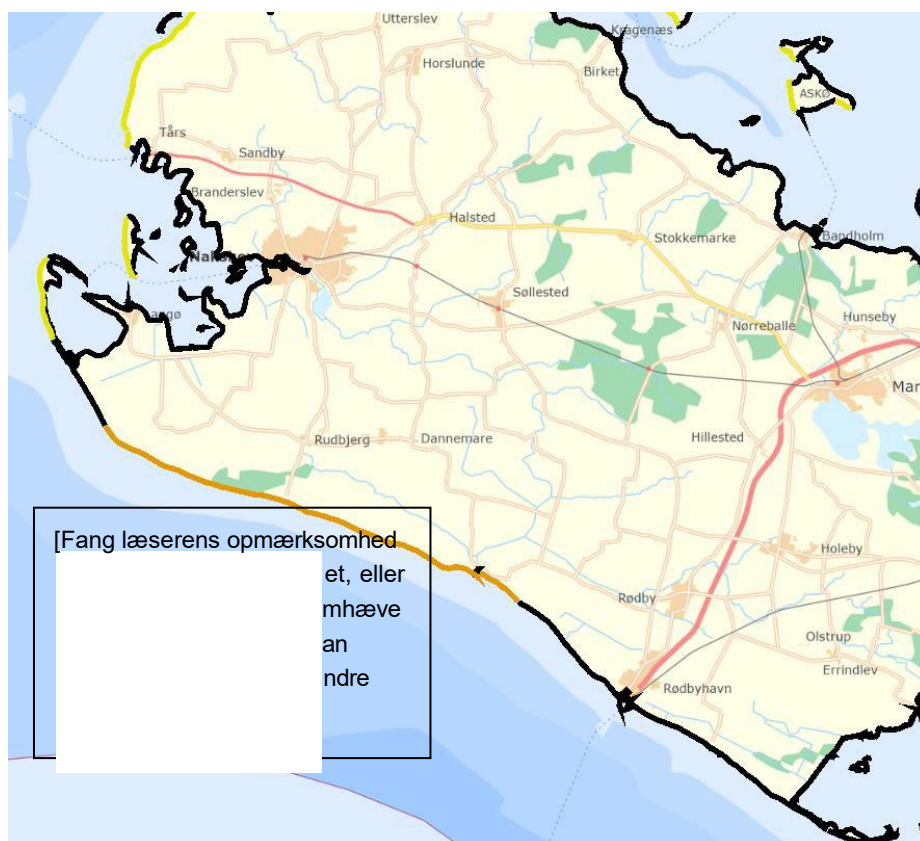 Utterslev
Kragenæs
Horslunde
Birket
ASKØ
Tårs
Sandby
Branderslev
Halsted
Stokkemarke
Bandholm
Søllested
Nørreballe
Hunseby
Mar
Rudbjerg
Dannemare
Hillested
[Fang læserens opmærksomhed
et, eller
mhæve
an
ndre
Holeby
Rødby
Olstrup
Errindlev
Rødbyhavn